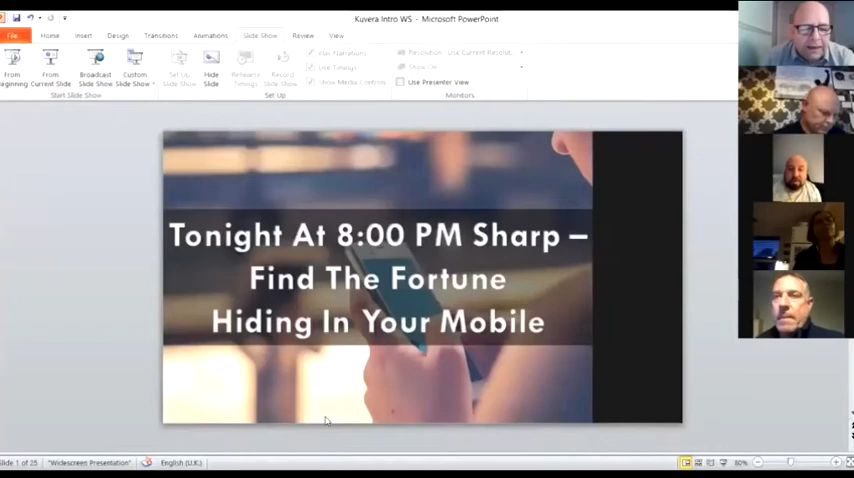 Kuvera Intro WS - Microsoft PowerPoint
File
Home
Insert
Design
Transitions
Animations
Slide Show
Review
View
From
Beginning
From
Current Slide
Broadcast
Slide Show
Custom
Slide Show
Set Up
Slide Show
Hide
Slide
Rehearse
Timings
Record
Slide Show
Play Narrations
Use Timings
Show Media Controls
Resolution: Use Current Resolut...
Show On:
Use Presenter View
Start Slide Show
Set Up
Monitors
Tonight At 8:00 PM Sharp –
Find The Fortune
Hiding In Your Mobile
Slide 1 of 25
"Widescreen Presentation"
English (U.K.)
80%